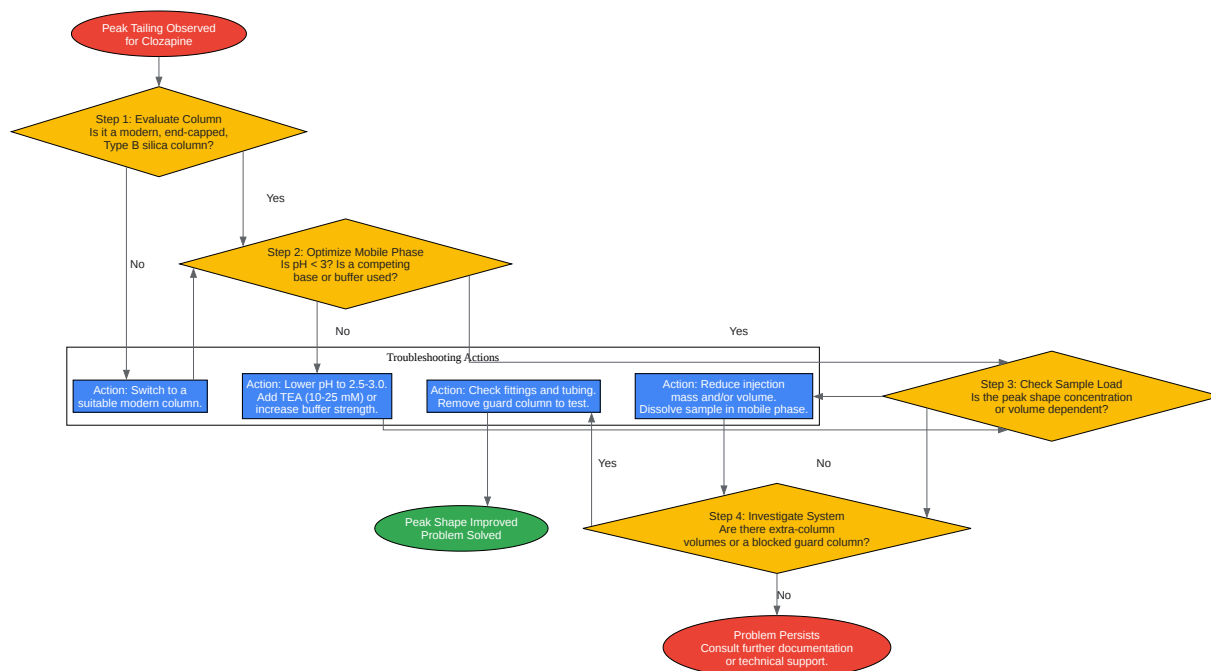 Peak Tailing Observed
for Clozapine
Step 1: Evaluate Column
Is it a modern, end-capped,
Type B silica column?
Yes
No
Step 2: Optimize Mobile Phase
Is pH < 3? Is a competing
base or buffer used?
No
Yes
Troubleshooting Actions
Action: Switch to a
suitable modern column.
Action: Lower pH to 2.5-3.0.
Add TEA (10-25 mM) or
increase buffer strength.
Action: Check fittings and tubing.
Remove guard column to test.
Action: Reduce injection
mass and/or volume.
Dissolve sample in mobile phase.
Step 3: Check Sample Load
Is the peak shape concentration
or volume dependent?
Yes
No
Peak Shape Improved
Problem Solved
Step 4: Investigate System
Are there extra-column
volumes or a blocked guard column?
No
Problem Persists
Consult further documentation
or technical support.